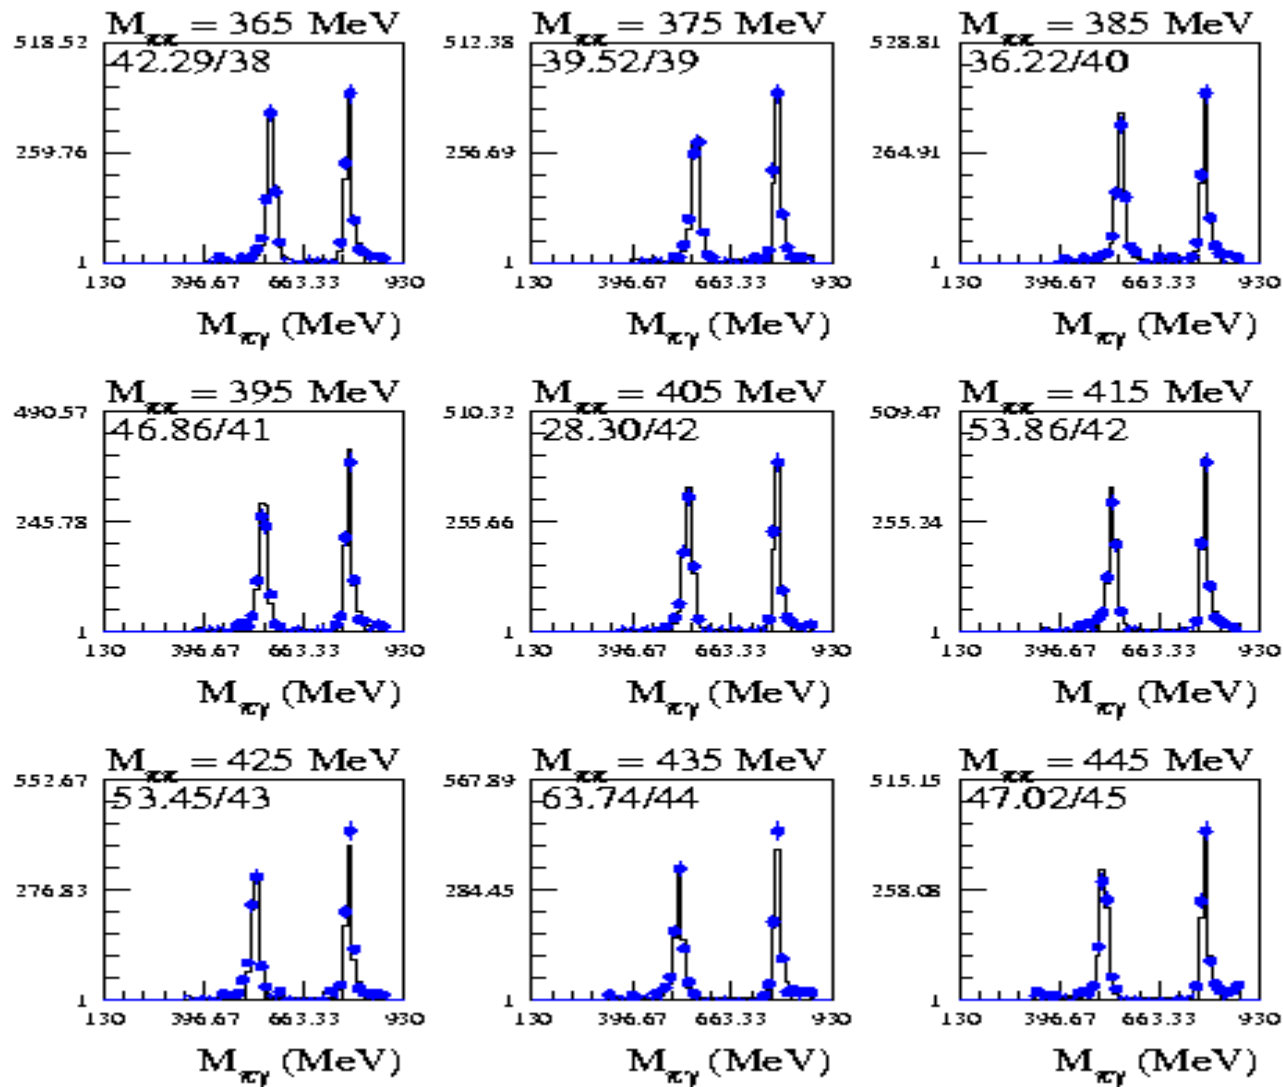 M_ππ = 365 MeV
518.52
42.29/38
259.76
1
130 396.67 663.33 930
M_πγ (MeV)
M_ππ = 375 MeV
512.38
39.52/39
256.69
1
130 396.67 663.33 930
M_πγ (MeV)
M_ππ = 385 MeV
528.81
36.22/40
264.91
1
130 396.67 663.33 930
M_πγ (MeV)
M_ππ = 395 MeV
490.57
46.86/41
245.78
1
130 396.67 663.33 930
M_πγ (MeV)
M_ππ = 405 MeV
510.32
28.30/42
255.66
1
130 396.67 663.33 930
M_πγ (MeV)
M_ππ = 415 MeV
509.47
53.86/42
255.24
1
130 396.67 663.33 930
M_πγ (MeV)
M_ππ = 425 MeV
552.67
53.45/43
276.83
1
130 396.67 663.33 930
M_πγ (MeV)
M_ππ = 435 MeV
567.89
63.74/44
284.45
1
130 396.67 663.33 930
M_πγ (MeV)
M_ππ = 445 MeV
515.15
47.02/45
258.08
1
130 396.67 663.33 930
M_πγ (MeV)